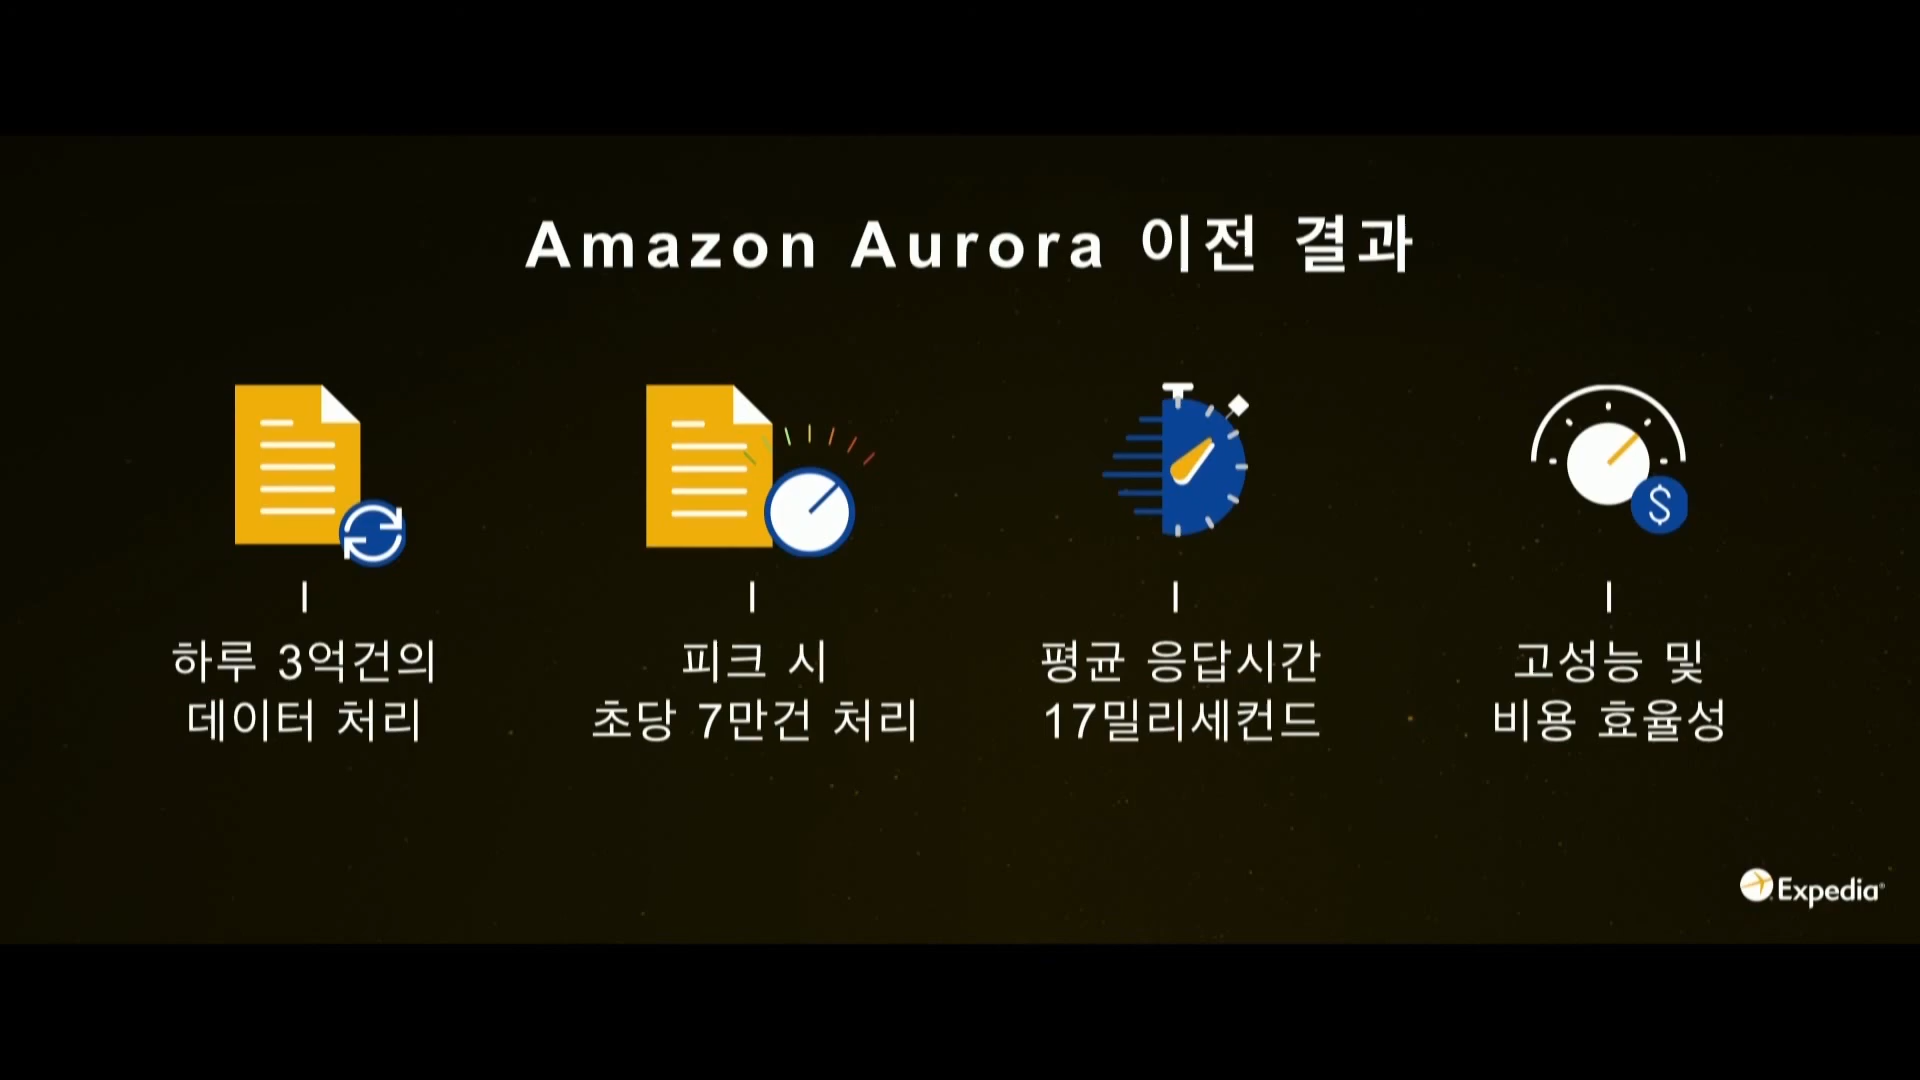 Amazon Aurora 이전 결과
하루 3억건의
데이터 처리
피크 시
초당 7만건 처리
평균 응답시간
17밀리세컨드
$
고성능 및
비용 효율성
Expedia®